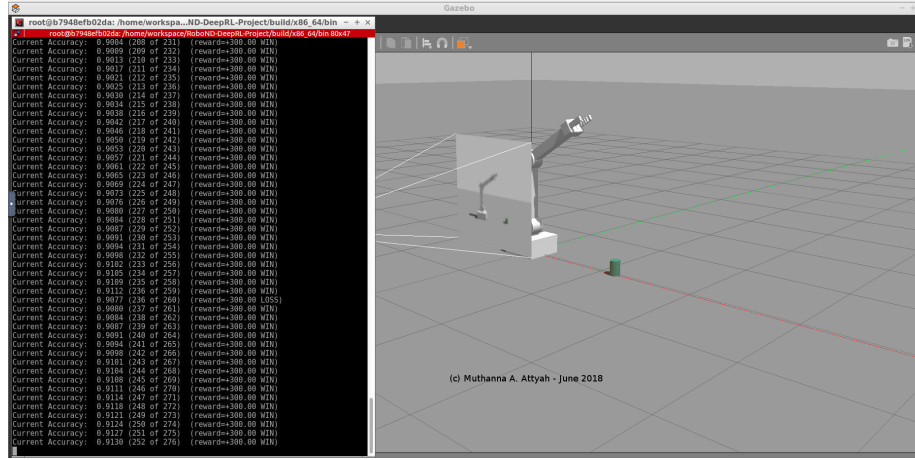 Gazebo
root@b7948efb02da: /home/workspa...ND-DeepRL-Project/build/x86_64/bin
root@b7948efb02da: /home/workspace/RoboND-DeepRL-Project/build/x86_64/bin 80x47
Current Accuracy:  0.9004 (208 of 231)  (reward=+300.00 WIN)
Current Accuracy:  0.9009 (209 of 232)  (reward=+300.00 WIN)
Current Accuracy:  0.9013 (210 of 233)  (reward=+300.00 WIN)
Current Accuracy:  0.9017 (211 of 234)  (reward=+300.00 WIN)
Current Accuracy:  0.9021 (212 of 235)  (reward=+300.00 WIN)
Current Accuracy:  0.9025 (213 of 236)  (reward=+300.00 WIN)
Current Accuracy:  0.9030 (214 of 237)  (reward=+300.00 WIN)
Current Accuracy:  0.9034 (215 of 238)  (reward=+300.00 WIN)
Current Accuracy:  0.9038 (216 of 239)  (reward=+300.00 WIN)
Current Accuracy:  0.9042 (217 of 240)  (reward=+300.00 WIN)
Current Accuracy:  0.9046 (218 of 241)  (reward=+300.00 WIN)
Current Accuracy:  0.9050 (219 of 242)  (reward=+300.00 WIN)
Current Accuracy:  0.9053 (220 of 243)  (reward=+300.00 WIN)
Current Accuracy:  0.9057 (221 of 244)  (reward=+300.00 WIN)
Current Accuracy:  0.9061 (222 of 245)  (reward=+300.00 WIN)
Current Accuracy:  0.9065 (223 of 246)  (reward=+300.00 WIN)
Current Accuracy:  0.9069 (224 of 247)  (reward=+300.00 WIN)
Current Accuracy:  0.9073 (225 of 248)  (reward=+300.00 WIN)
Current Accuracy:  0.9076 (226 of 249)  (reward=+300.00 WIN)
Current Accuracy:  0.9080 (227 of 250)  (reward=+300.00 WIN)
Current Accuracy:  0.9084 (228 of 251)  (reward=+300.00 WIN)
Current Accuracy:  0.9087 (229 of 252)  (reward=+300.00 WIN)
Current Accuracy:  0.9091 (230 of 253)  (reward=+300.00 WIN)
Current Accuracy:  0.9094 (231 of 254)  (reward=+300.00 WIN)
Current Accuracy:  0.9098 (232 of 255)  (reward=+300.00 WIN)
Current Accuracy:  0.9102 (233 of 256)  (reward=+300.00 WIN)
Current Accuracy:  0.9105 (234 of 257)  (reward=+300.00 WIN)
Current Accuracy:  0.9109 (235 of 258)  (reward=+300.00 WIN)
Current Accuracy:  0.9112 (236 of 259)  (reward=+300.00 WIN)
Current Accuracy:  0.9077 (236 of 260)  (reward=-300.00 LOSS)
Current Accuracy:  0.9080 (237 of 261)  (reward=+300.00 WIN)
Current Accuracy:  0.9084 (238 of 262)  (reward=+300.00 WIN)
Current Accuracy:  0.9087 (239 of 263)  (reward=+300.00 WIN)
Current Accuracy:  0.9091 (240 of 264)  (reward=+300.00 WIN)
Current Accuracy:  0.9094 (241 of 265)  (reward=+300.00 WIN)
Current Accuracy:  0.9098 (242 of 266)  (reward=+300.00 WIN)
Current Accuracy:  0.9101 (243 of 267)  (reward=+300.00 WIN)
Current Accuracy:  0.9104 (244 of 268)  (reward=+300.00 WIN)
Current Accuracy:  0.9108 (245 of 269)  (reward=+300.00 WIN)
Current Accuracy:  0.9111 (246 of 270)  (reward=+300.00 WIN)
Current Accuracy:  0.9114 (247 of 271)  (reward=+300.00 WIN)
Current Accuracy:  0.9118 (248 of 272)  (reward=+300.00 WIN)
Current Accuracy:  0.9121 (249 of 273)  (reward=+300.00 WIN)
Current Accuracy:  0.9124 (250 of 274)  (reward=+300.00 WIN)
Current Accuracy:  0.9127 (251 of 275)  (reward=+300.00 WIN)
Current Accuracy:  0.9130 (252 of 276)  (reward=+300.00 WIN)
(c) Muthanna A. Attyah - June 2018